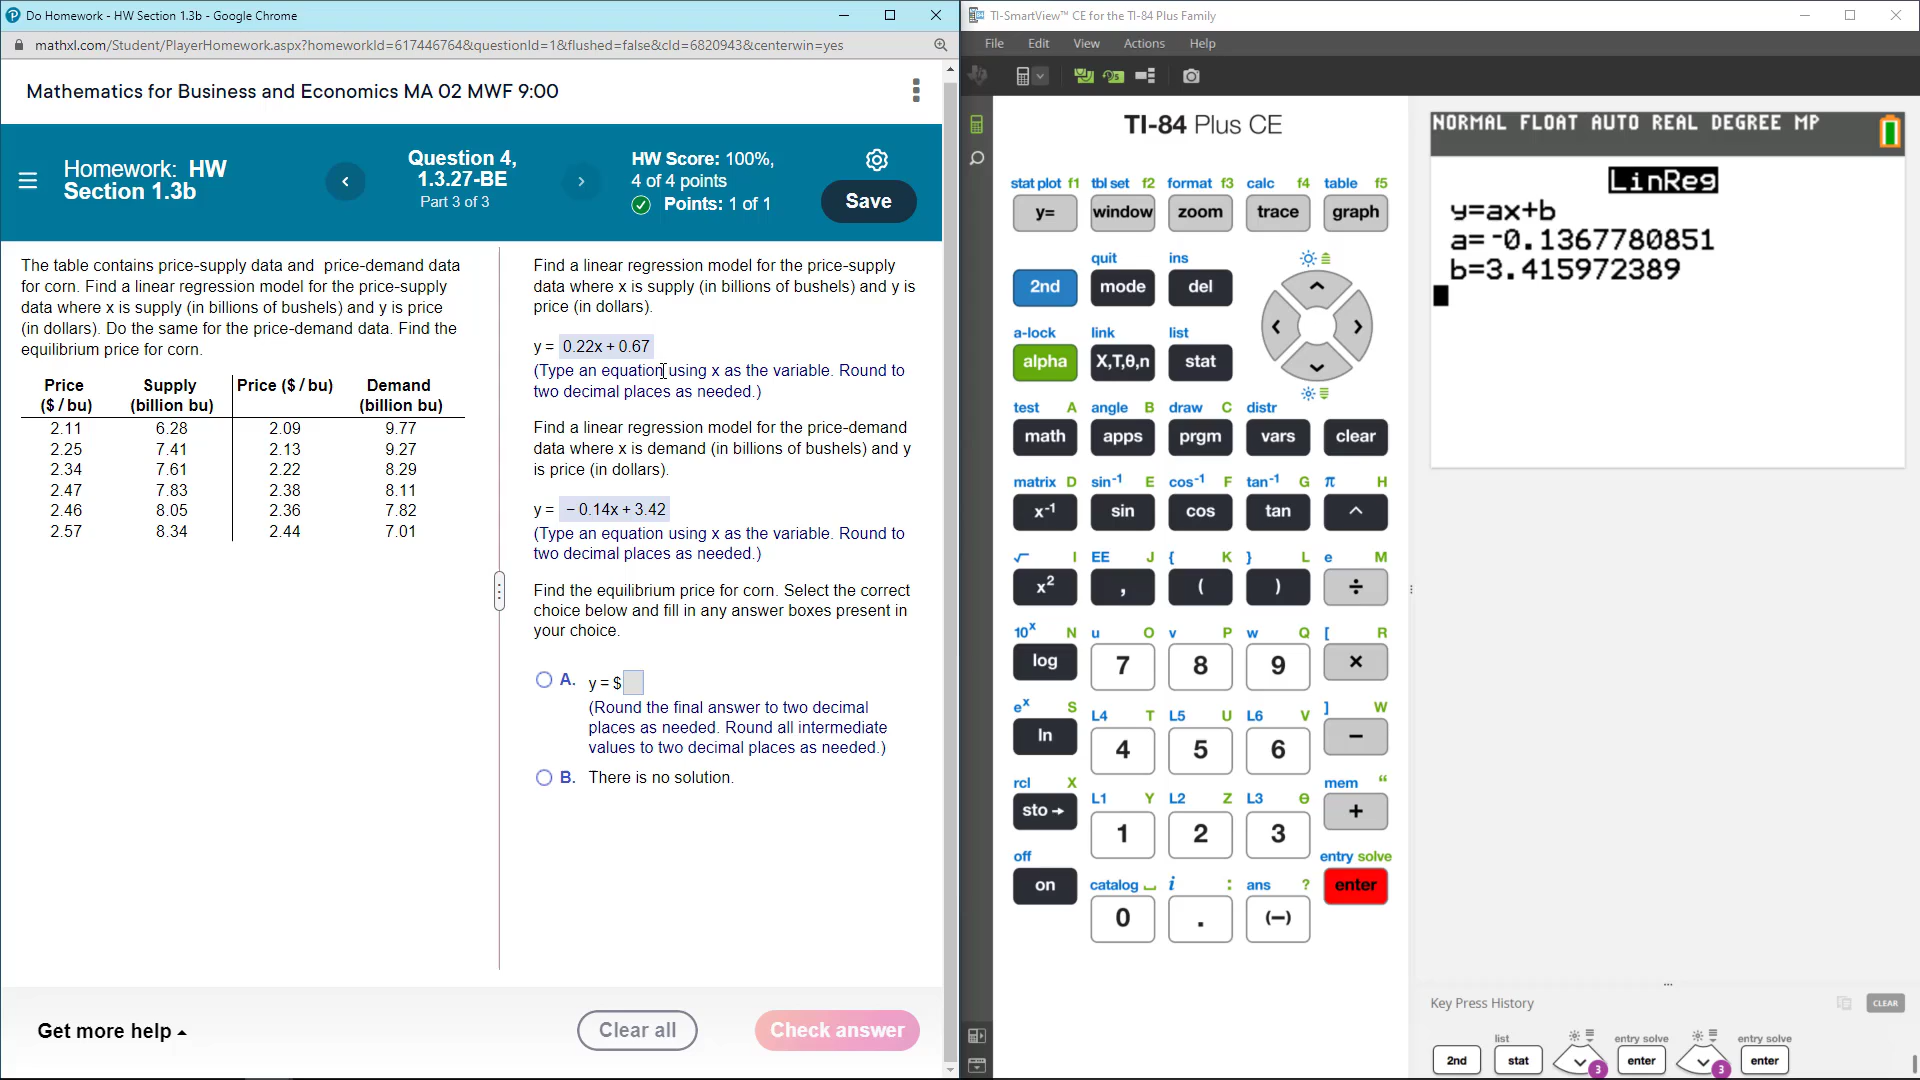 Do Homework - HW Section 1.3b - Google Chrome
mathxl.com/Student/PlayerHomework.aspx?homeworkId=617446764&questionId=1&flushed=false&cId=6820943&centerwin=yes
Mathematics for Business and Economics MA 02 MWF 9:00
Homework: HW Section 1.3b
Question 4, 1.3.27-BE
Part 3 of 3
HW Score: 100%, 4 of 4 points
Points: 1 of 1
Save
The table contains price-supply data and price-demand data
for corn. Find a linear regression model for the price-supply
data where x is supply (in billions of bushels) and y is price
(in dollars). Do the same for the price-demand data. Find the
equilibrium price for corn.
Price ($ / bu) Supply (billion bu) Price ($ / bu) Demand (billion bu)
2.11 6.28 2.09 9.77
2.25 7.41 2.13 9.27
2.34 7.61 2.22 8.29
2.47 7.83 2.38 8.11
2.46 8.05 2.36 7.82
2.57 8.34 2.44 7.01
Find a linear regression model for the price-supply
data where x is supply (in billions of bushels) and y is
price (in dollars).
y = 0.22x + 0.67
(Type an equation using x as the variable. Round to
two decimal places as needed.)
Find a linear regression model for the price-demand
data where x is demand (in billions of bushels) and y
is price (in dollars).
y = − 0.14x + 3.42
(Type an equation using x as the variable. Round to
two decimal places as needed.)
Find the equilibrium price for corn. Select the correct
choice below and fill in any answer boxes present in
your choice.
A. y = $
(Round the final answer to two decimal
places as needed. Round all intermediate
values to two decimal places as needed.)
B. There is no solution.
Get more help
Clear all
Check answer
TI-SmartView™ CE for the TI-84 Plus Family
File Edit View Actions Help
TI-84 Plus CE
stat plot f1 tbl set f2 format f3 calc f4 table f5
y= window zoom trace graph
quit ins
2nd mode del
a-lock link list
alpha X,T,θ,n stat
test A angle B draw C distr
math apps prgm vars clear
matrix D sin⁻¹ E cos⁻¹ F tan⁻¹ G π H
x⁻¹ sin cos tan ^
√ I EE J { K } L e M
x² , ( ) ÷
10ˣ N u O v P w Q [ R
log 7 8 9 ×
eˣ S L4 T L5 U L6 V ] W
ln 4 5 6 −
rcl X L1 Y L2 Z L3 θ mem “
sto→ 1 2 3 +
off catalog i : ans ? entry solve
on 0 . (−) enter
NORMAL FLOAT AUTO REAL DEGREE MP
LinReg
y=ax+b
a=-0.1367780851
b=3.415972389
Key Press History
CLEAR
list entry solve entry solve
2nd stat 3 enter 3 enter